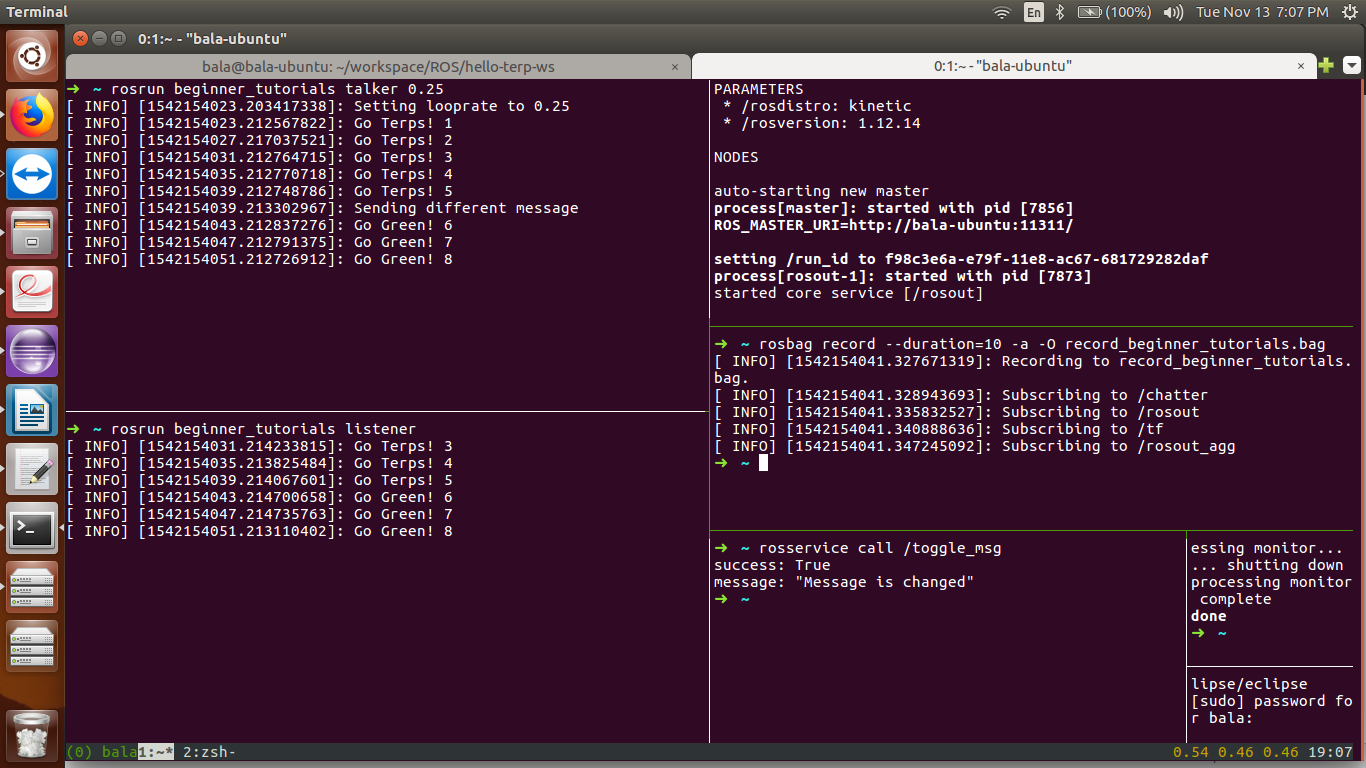 Terminal
En
(100%)
Tue Nov 13 7:07 PM
0:1:~ - "bala-ubuntu"
bala@bala-ubuntu: ~/workspace/ROS/hello-terp-ws ×
0:1:~ - "bala-ubuntu" ×
➜ ~ rosrun beginner_tutorials talker 0.25
[ INFO] [1542154023.203417338]: Setting looprate to 0.25
[ INFO] [1542154023.212567822]: Go Terps! 1
[ INFO] [1542154027.217037521]: Go Terps! 2
[ INFO] [1542154031.212764715]: Go Terps! 3
[ INFO] [1542154035.212770718]: Go Terps! 4
[ INFO] [1542154039.212748786]: Go Terps! 5
[ INFO] [1542154039.213302967]: Sending different message
[ INFO] [1542154043.212837276]: Go Green! 6
[ INFO] [1542154047.212791375]: Go Green! 7
[ INFO] [1542154051.212726912]: Go Green! 8
➜ ~ rosrun beginner_tutorials listener
[ INFO] [1542154031.214233815]: Go Terps! 3
[ INFO] [1542154035.213825484]: Go Terps! 4
[ INFO] [1542154039.214067601]: Go Terps! 5
[ INFO] [1542154043.214700658]: Go Green! 6
[ INFO] [1542154047.214735763]: Go Green! 7
[ INFO] [1542154051.213110402]: Go Green! 8
PARAMETERS
* /rosdistro: kinetic
* /rosversion: 1.12.14
NODES
auto-starting new master
process[master]: started with pid [7856]
ROS_MASTER_URI=http://bala-ubuntu:11311/
setting /run_id to f98c3e6a-e79f-11e8-ac67-681729282daf
process[rosout-1]: started with pid [7873]
started core service [/rosout]
➜ ~ rosbag record --duration=10 -a -O record_beginner_tutorials.bag
[ INFO] [1542154041.327671319]: Recording to record_beginner_tutorials.
bag.
[ INFO] [1542154041.328943693]: Subscribing to /chatter
[ INFO] [1542154041.335832527]: Subscribing to /rosout
[ INFO] [1542154041.340888636]: Subscribing to /tf
[ INFO] [1542154041.347245092]: Subscribing to /rosout_agg
➜ ~
➜ ~ rosservice call /toggle_msg
success: True
message: "Message is changed"
➜ ~
essing monitor...
... shutting down
processing monitor
complete
done
➜ ~
lipse/eclipse
[sudo] password fo
r bala:
(0) bala 1:~* 2:zsh-
0.54 0.46 0.46 19:07